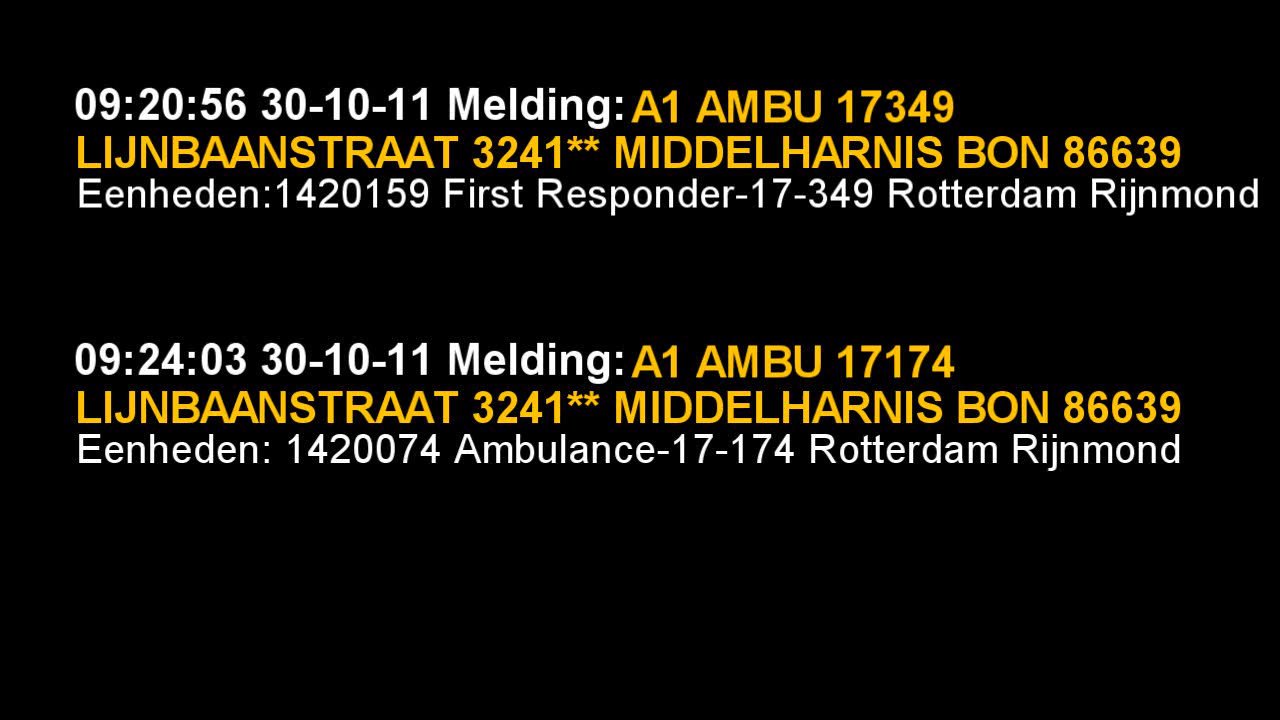 09:20:56 30-10-11 Melding: A1 AMBU 17349
LIJNBAANSTRAAT 3241** MIDDELHARNIS BON 86639
Eenheden:1420159 First Responder-17-349 Rotterdam Rijnmond
09:24:03 30-10-11 Melding: A1 AMBU 17174
LIJNBAANSTRAAT 3241** MIDDELHARNIS BON 86639
Eenheden: 1420074 Ambulance-17-174 Rotterdam Rijnmond